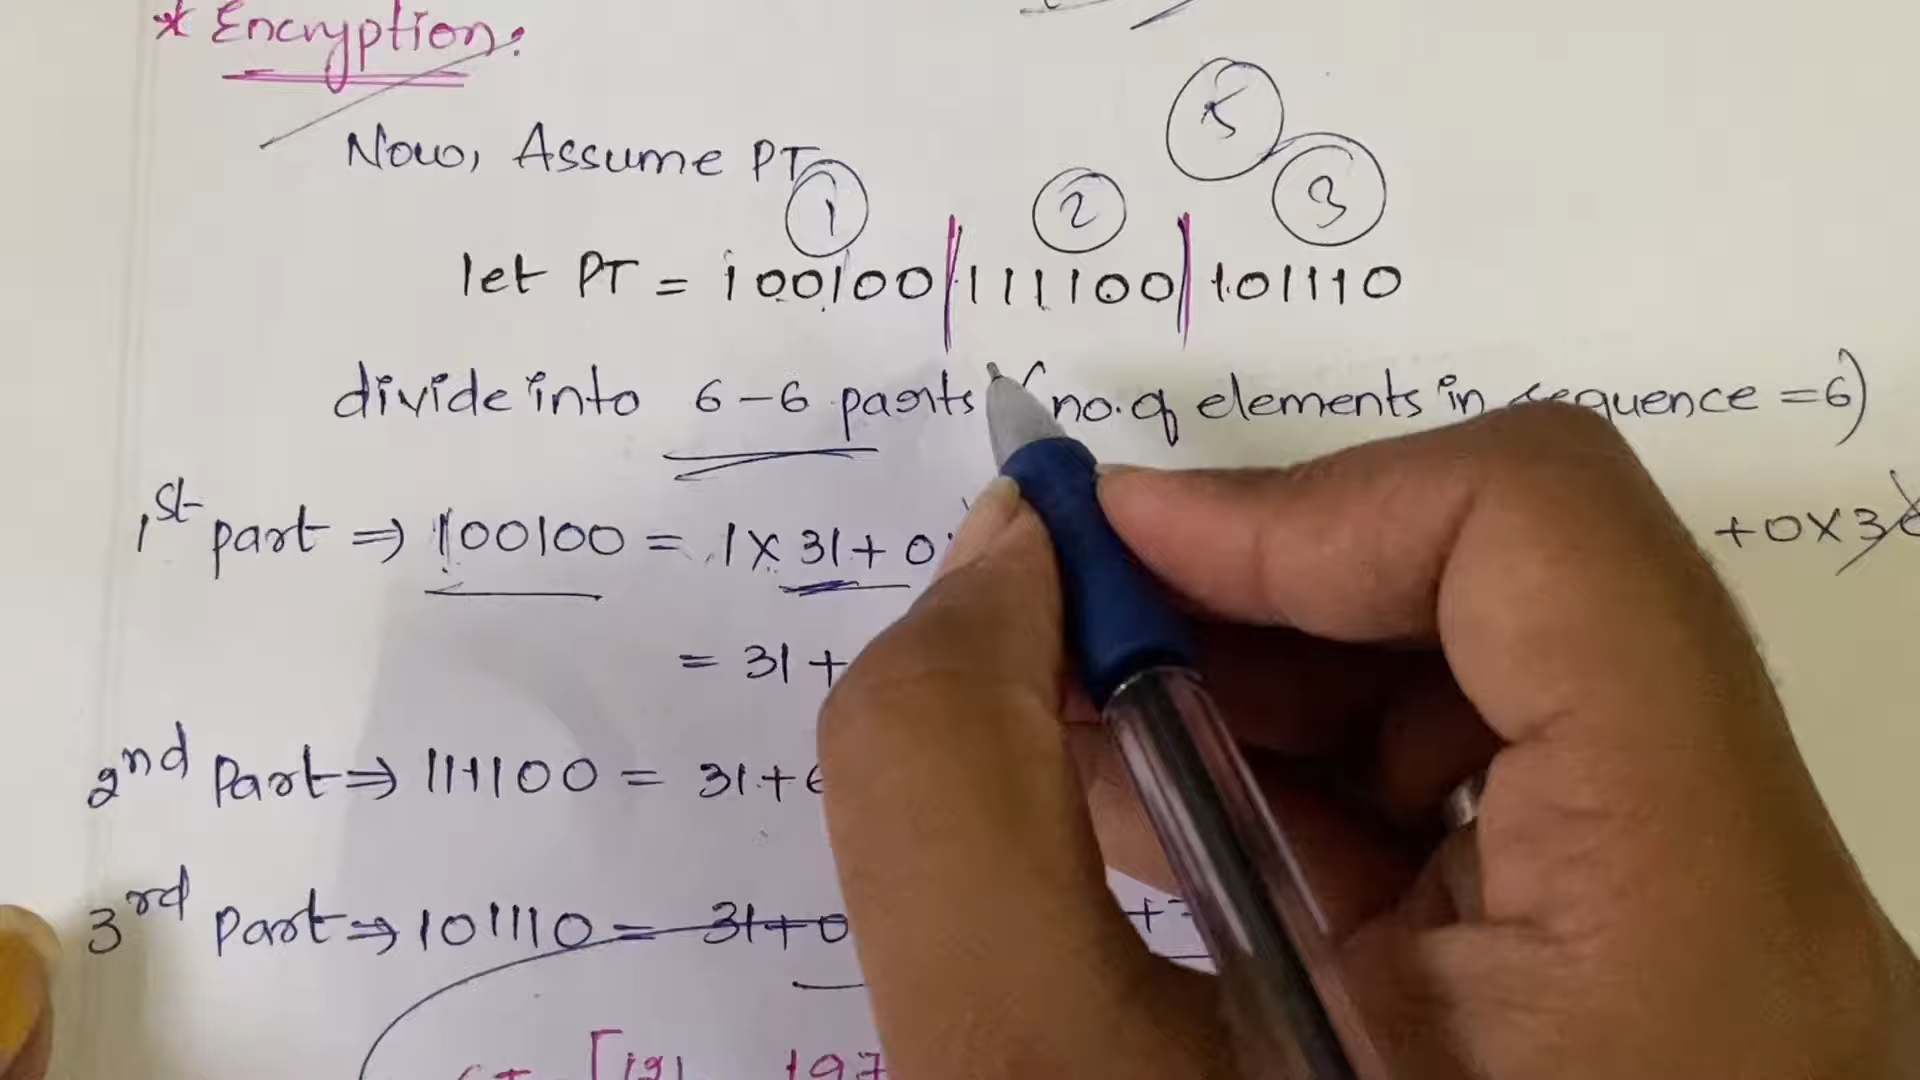 * Encryption:
Now, Assume PT
1 2 5 3
let PT = 100100 | 111100 | 101110
divide into 6-6 parts (no. of elements in sequence = 6)
1st part ⇒ 100100 = 1 x 31 + 0 + 0 x 3
= 31 +
2nd Part ⇒ 111100 = 31 + 6
3rd Part ⇒ 101110 = 31 + 0 +
[121 197